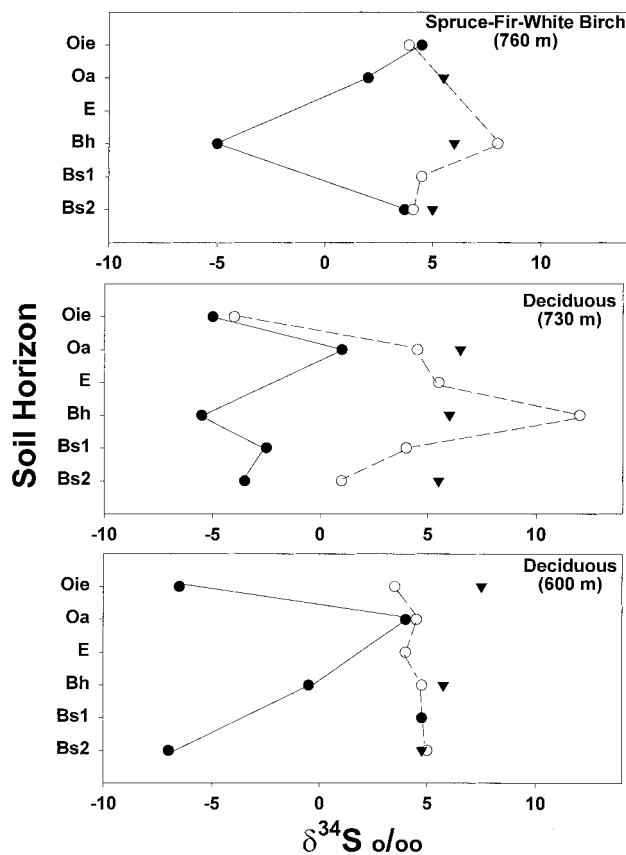 Spruce-Fir-White Birch
(760 m)
Oie
Oa
E
Bh
Bs1
Bs2
-10 -5 0 5 10
Deciduous
(730 m)
Oie
Oa
E
Bh
Bs1
Bs2
-10 -5 0 5 10
Deciduous
(600 m)
Oie
Oa
E
Bh
Bs1
Bs2
-10 -5 0 5 10
Soil Horizon
δ³⁴S o/oo